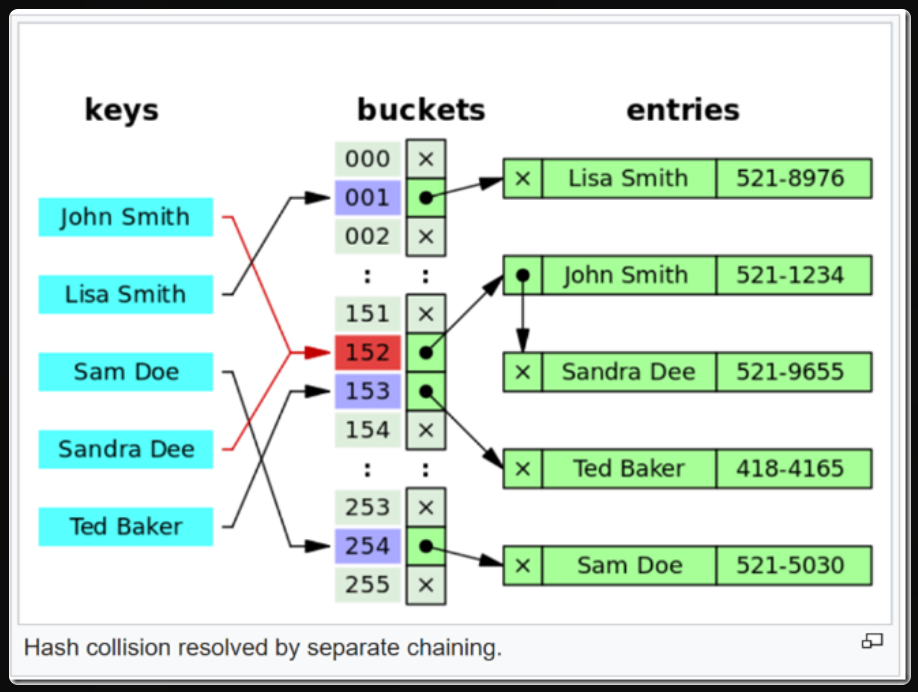 keys buckets entries
000 ×
× Lisa Smith 521-8976
001
John Smith
002 ×
: :
Lisa Smith
John Smith 521-1234
151 ×
152
Sam Doe
× Sandra Dee 521-9655
153
154 ×
Sandra Dee
: :
× Ted Baker 418-4165
253 ×
Ted Baker
254
× Sam Doe 521-5030
255 ×
Hash collision resolved by separate chaining.